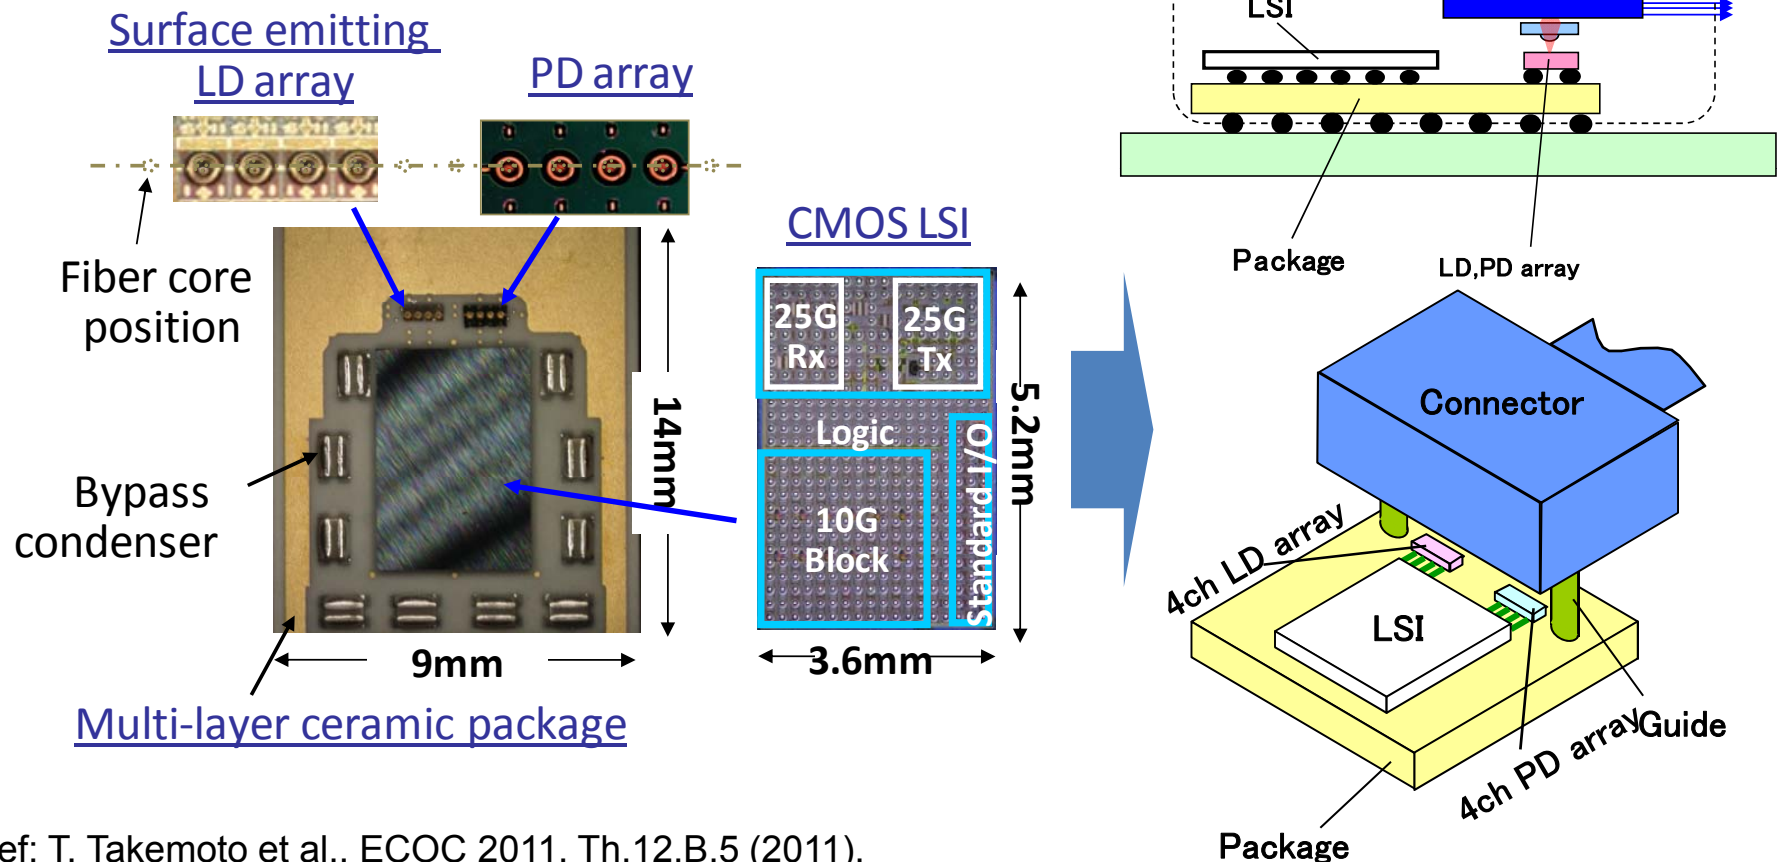 Surface emitting
LD array
PD array
Fiber core
position
Bypass
condenser
14mm
9mm
Multi-layer ceramic package
CMOS LSI
25G
Rx
25G
Tx
Logic
10G
Block
Standard I/O
5.2mm
3.6mm
LSI
Package
LD,PD array
Connector
4ch LD array
LSI
4ch PD array
Guide
Package
ef: T. Takemoto et al., ECOC 2011, Th.12.B.5 (2011).